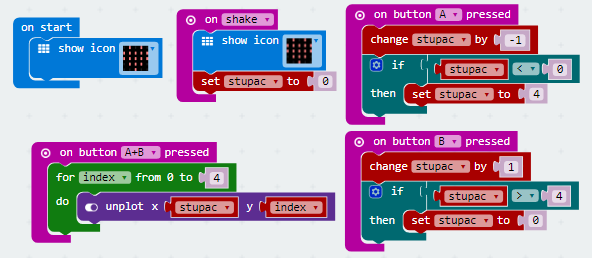 on start
show icon
on shake
show icon
set stupac to 0
on button A pressed
change stupac by -1
if stupac < 0
then set stupac to 4
on button A+B pressed
for index from 0 to 4
do unplot x stupac y index
on button B pressed
change stupac by 1
if stupac > 4
then set stupac to 0